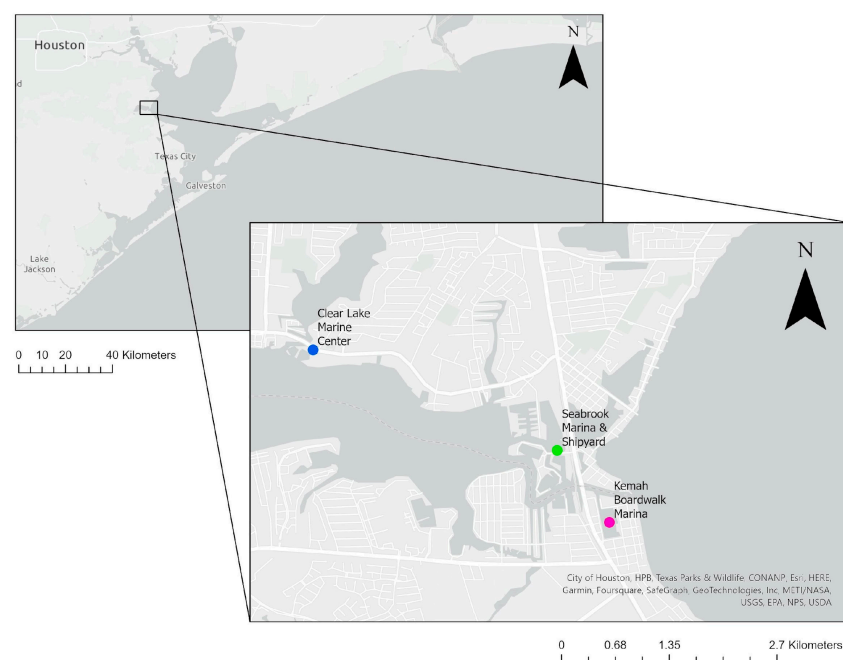 Houston
N
d
Texas City
Galveston
Lake
Jackson
0 10 20 40 Kilometers
N
Clear Lake
Marine
Center
Seabrook
Marina &
Shipyard
Kemah
Boardwalk
Marina
City of Houston, HPB, Texas Parks & Wildlife, CONANP, Esri, HERE,
Garmin, Foursquare, SafeGraph, GeoTechnologies, Inc, METI/NASA,
USGS, EPA, NPS, USDA
0 0.68 1.35 2.7 Kilometers